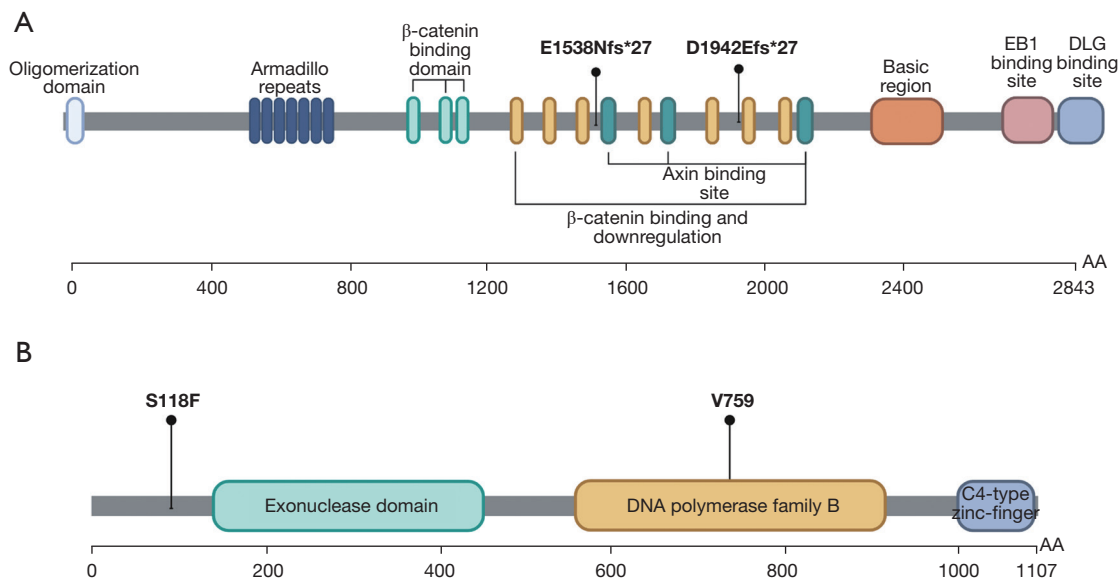 A
Oligomerization
domain
Armadillo
repeats
β-catenin
binding
domain
E1538Nfs*27
D1942Efs*27
Basic
region
EB1
binding
site
DLG
binding
site
Axin binding
site
β-catenin binding and
downregulation
AA
0 400 800 1200 1600 2000 2400 2843
B
S118F
V759
Exonuclease domain
DNA polymerase family B
C4-type
zinc-finger
AA
0 200 400 600 800 1000 1107